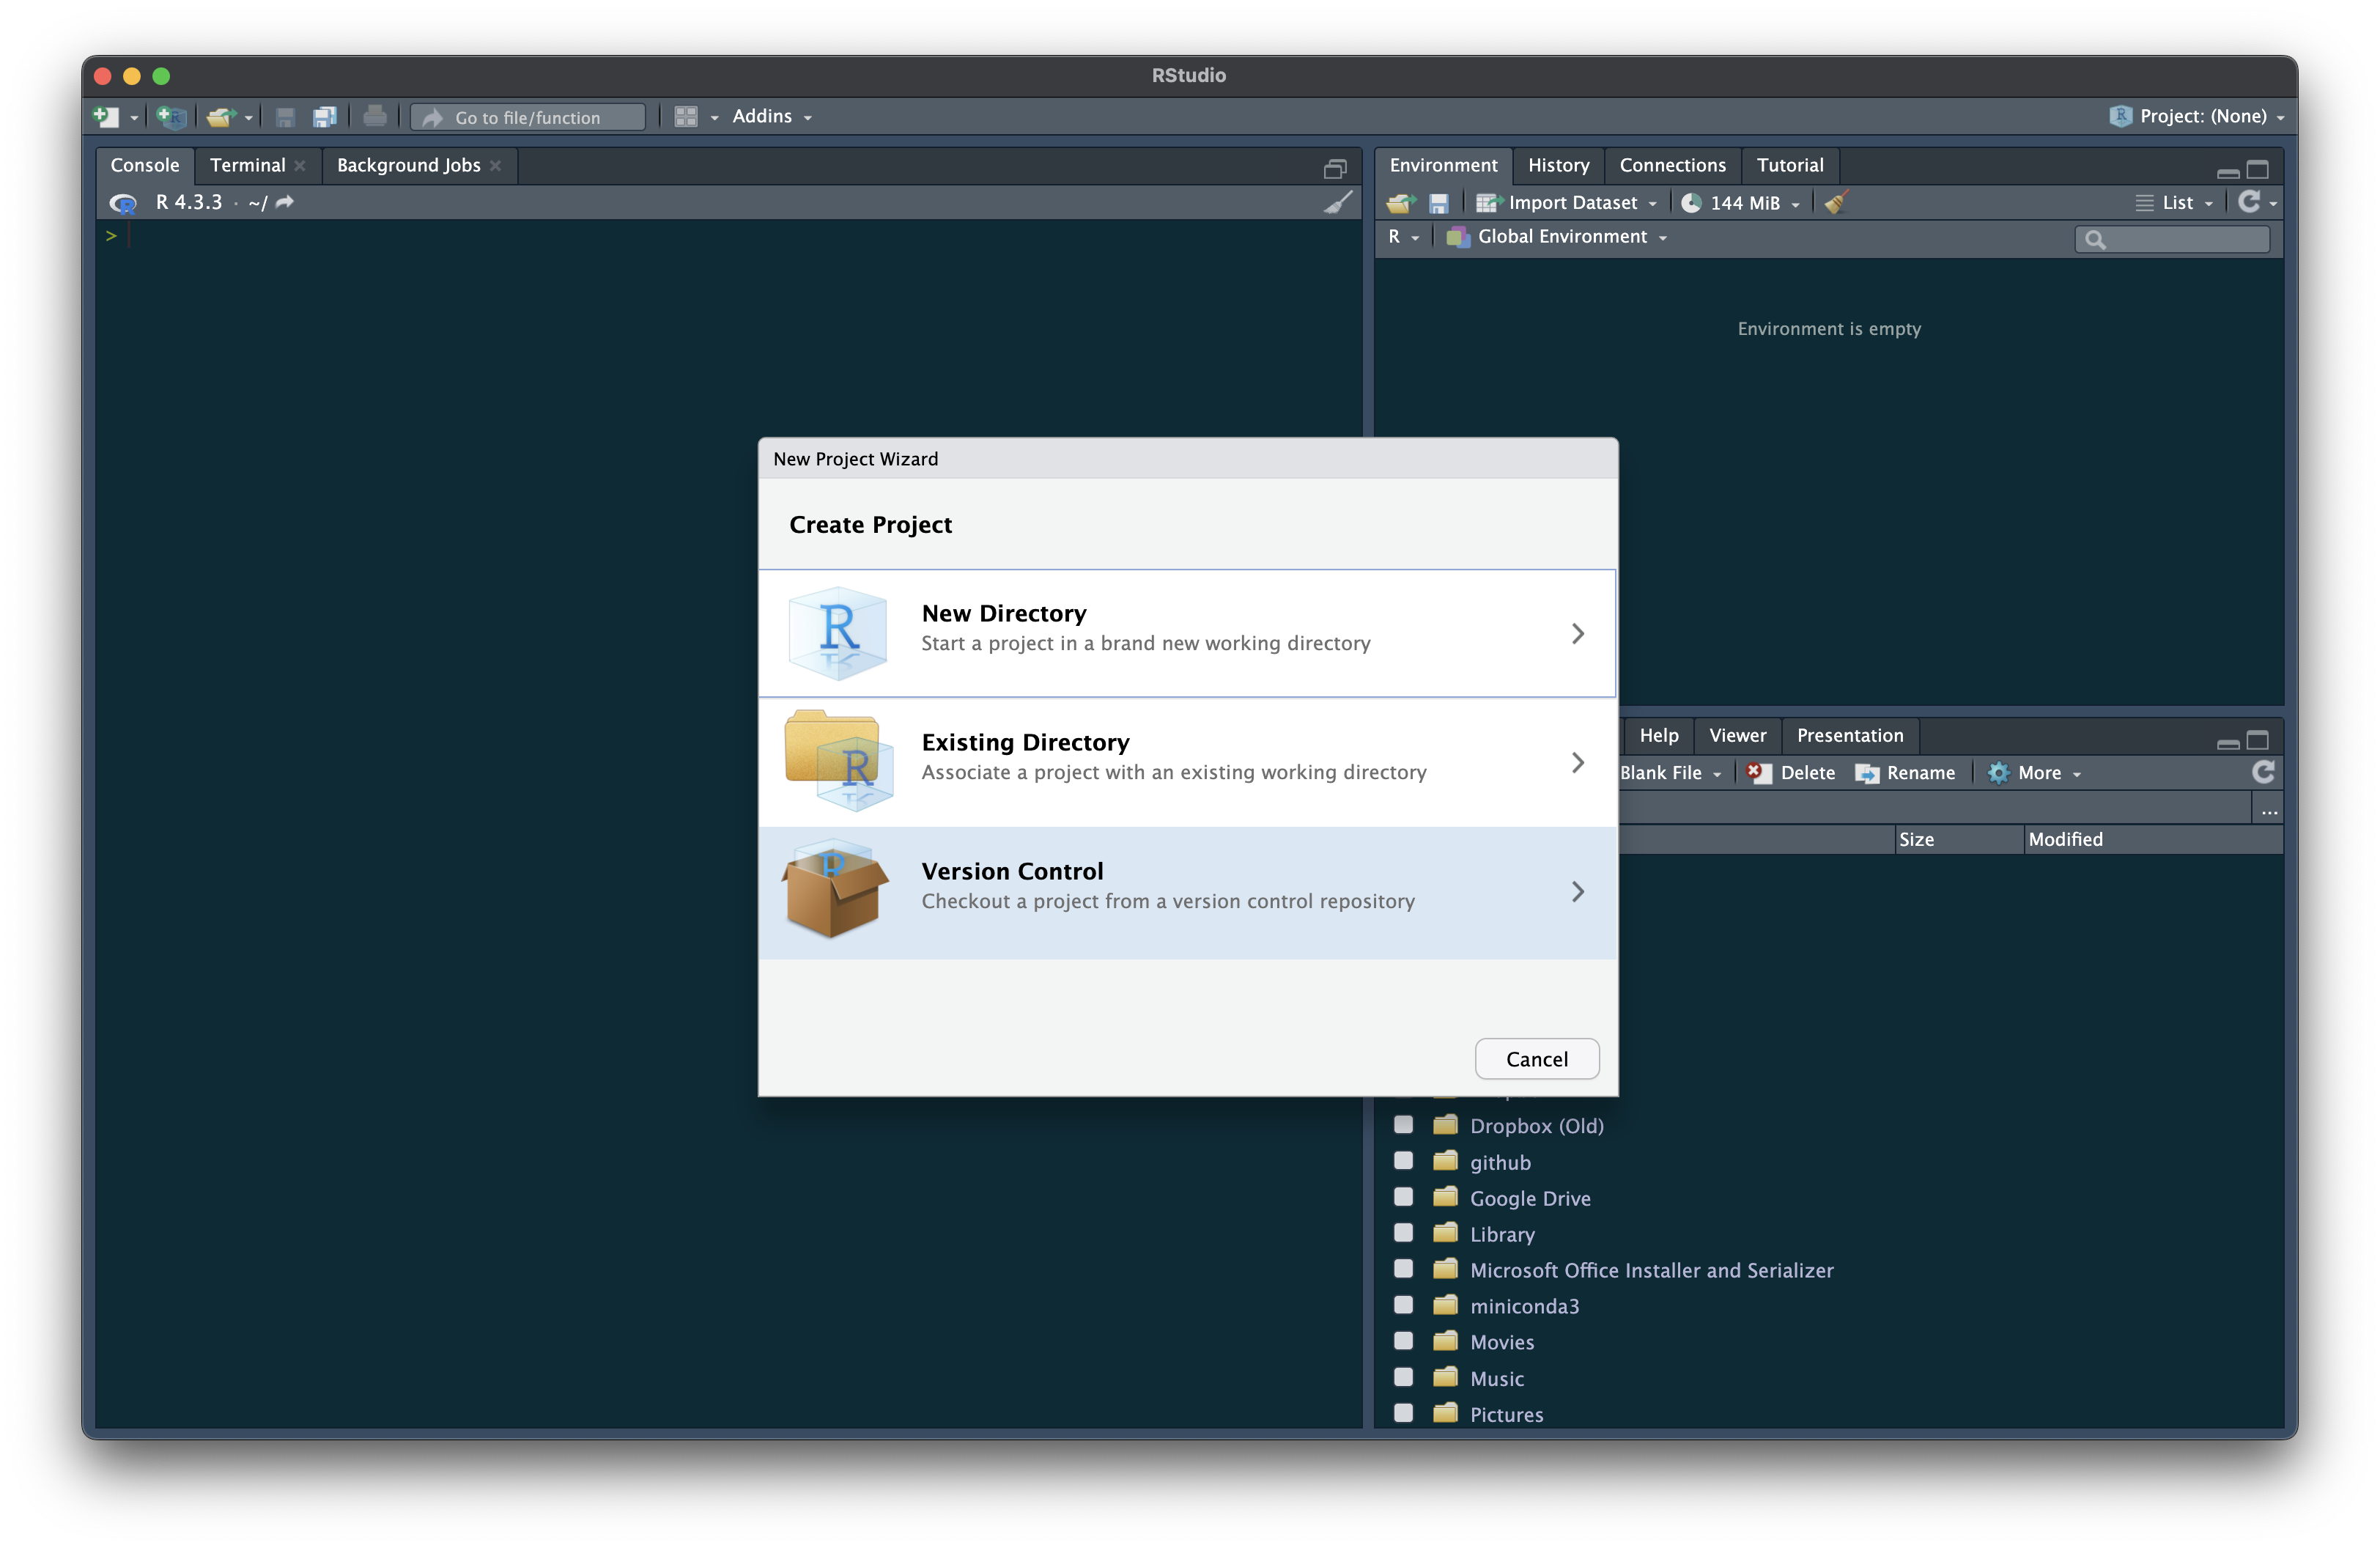 RStudio
Go to file/function
Addins
Project: (None)
Console
Terminal
Background Jobs
R 4.3.3 · ~/
>
Environment
History
Connections
Tutorial
Import Dataset
144 MiB
List
R
Global Environment
Environment is empty
New Project Wizard
Create Project
New Directory
Start a project in a brand new working directory
Existing Directory
Associate a project with an existing working directory
Version Control
Checkout a project from a version control repository
Cancel
Help
Viewer
Presentation
Blank File
Delete
Rename
More
...
Size
Modified
Dropbox (Old)
github
Google Drive
Library
Microsoft Office Installer and Serializer
miniconda3
Movies
Music
Pictures